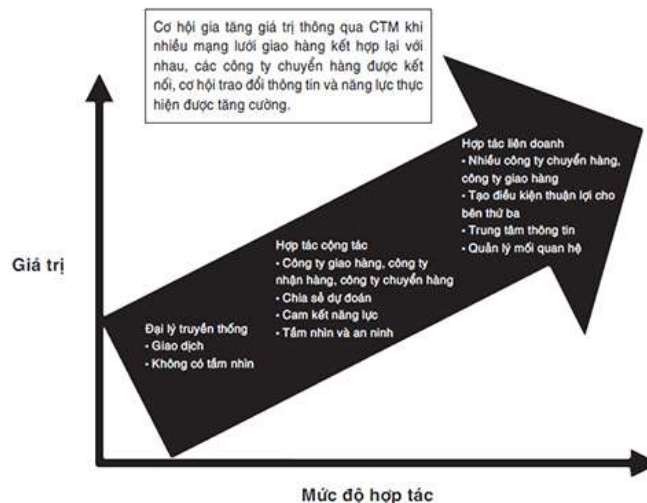 Cơ hội gia tăng giá trị thông qua CTM khi
nhiều mạng lưới giao hàng kết hợp lại với
nhau, các công ty chuyển hàng được kết
nối, cơ hội trao đổi thông tin và năng lực thực
hiện được tăng cường.
Hợp tác liên doanh
- Nhiều công ty chuyển hàng,
công ty giao hàng
- Tạo điều kiện thuận lợi cho
bên thứ ba
- Trung tâm thông tin
- Quản lý mối quan hệ
Hợp tác cộng tác
- Công ty giao hàng, công ty
nhận hàng, công ty chuyển hàng
- Chia sẻ dự đoán
- Cam kết năng lực
- Tầm nhìn và an ninh
Đại lý truyền thống
- Giao dịch
- Không có tầm nhìn
Giá trị
Mức độ hợp tác